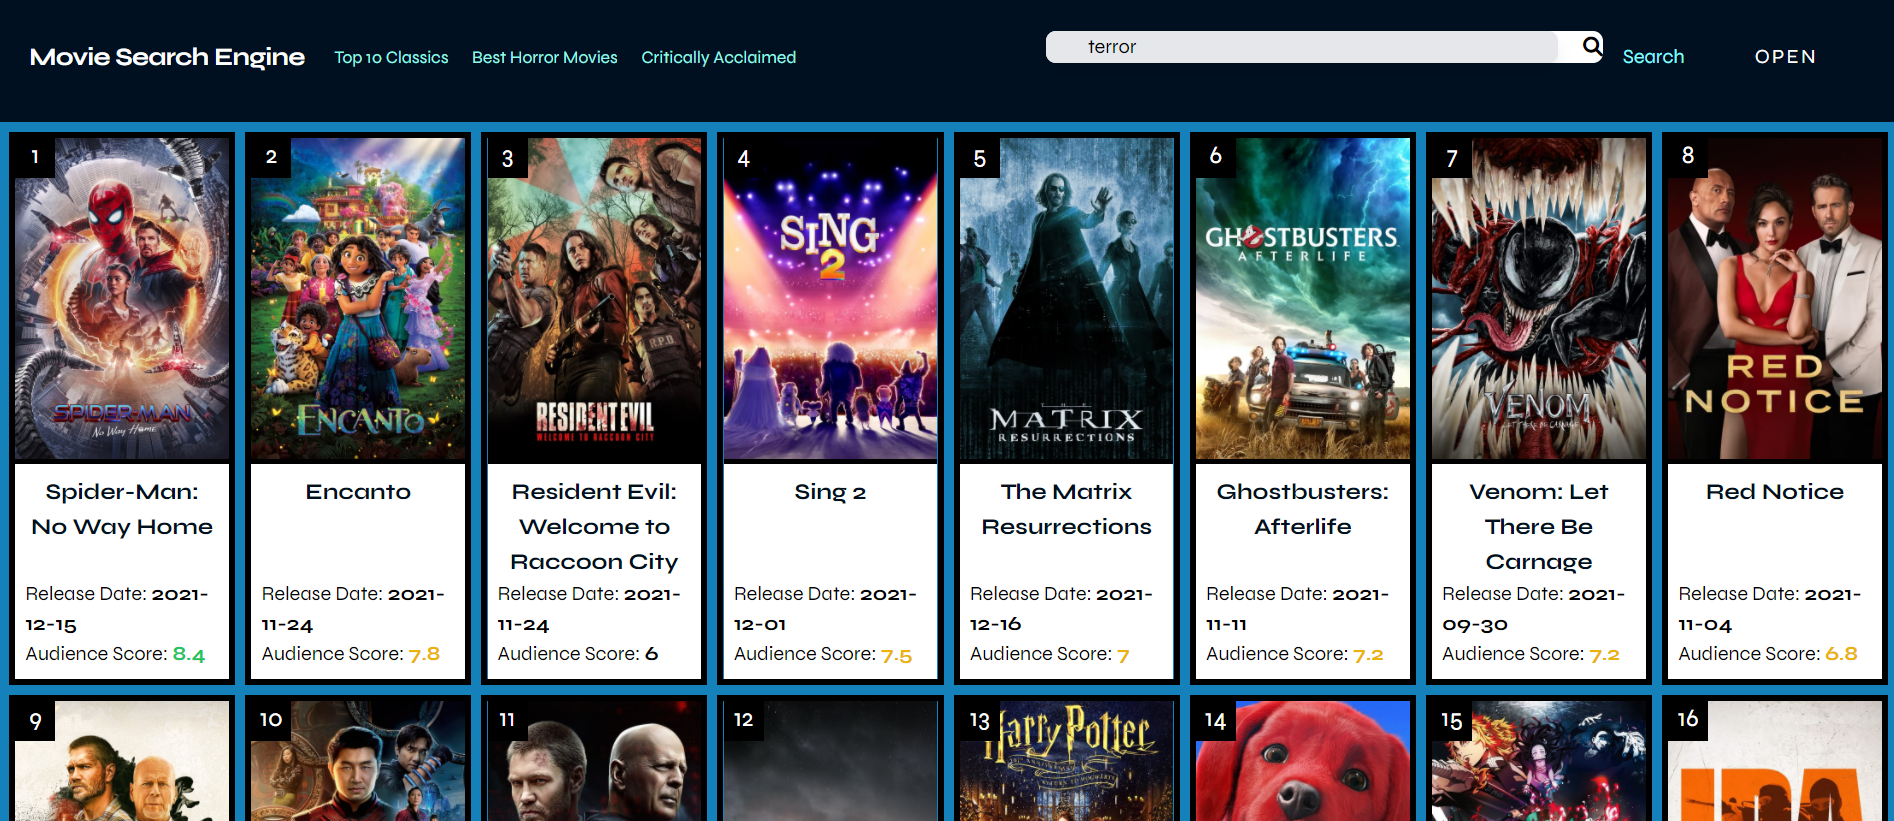 Movie Search Engine
Top 10 Classics
Best Horror Movies
Critically Acclaimed
terror
Search
OPEN
1
SPIDER-MAN
No Way Home
Spider-Man:
No Way Home
Release Date: 2021-
12-15
Audience Score: 8.4
2
ENCANTO
Encanto
Release Date: 2021-
11-24
Audience Score: 7.8
3
R.P.D.
RESIDENT EVIL
WELCOME TO RACCOON CITY
Resident Evil:
Welcome to
Raccoon City
Release Date: 2021-
11-24
Audience Score: 6
4
SING
2
Sing 2
Release Date: 2021-
12-01
Audience Score: 7.5
5
THE
MATRIX
RESURRECTIONS
The Matrix
Resurrections
Release Date: 2021-
12-16
Audience Score: 7
6
GHOSTBUSTERS
AFTERLIFE
Ghostbusters:
Afterlife
Release Date: 2021-
11-11
Audience Score: 7.2
7
VENOM
LET THERE BE CARNAGE
Venom: Let
There Be
Carnage
Release Date: 2021-
09-30
Audience Score: 7.2
8
RED
NOTICE
Red Notice
Release Date: 2021-
11-04
Audience Score: 6.8
9
10
11
12
13
Harry Potter
RETURN TO HOGWARTS
14
15
16